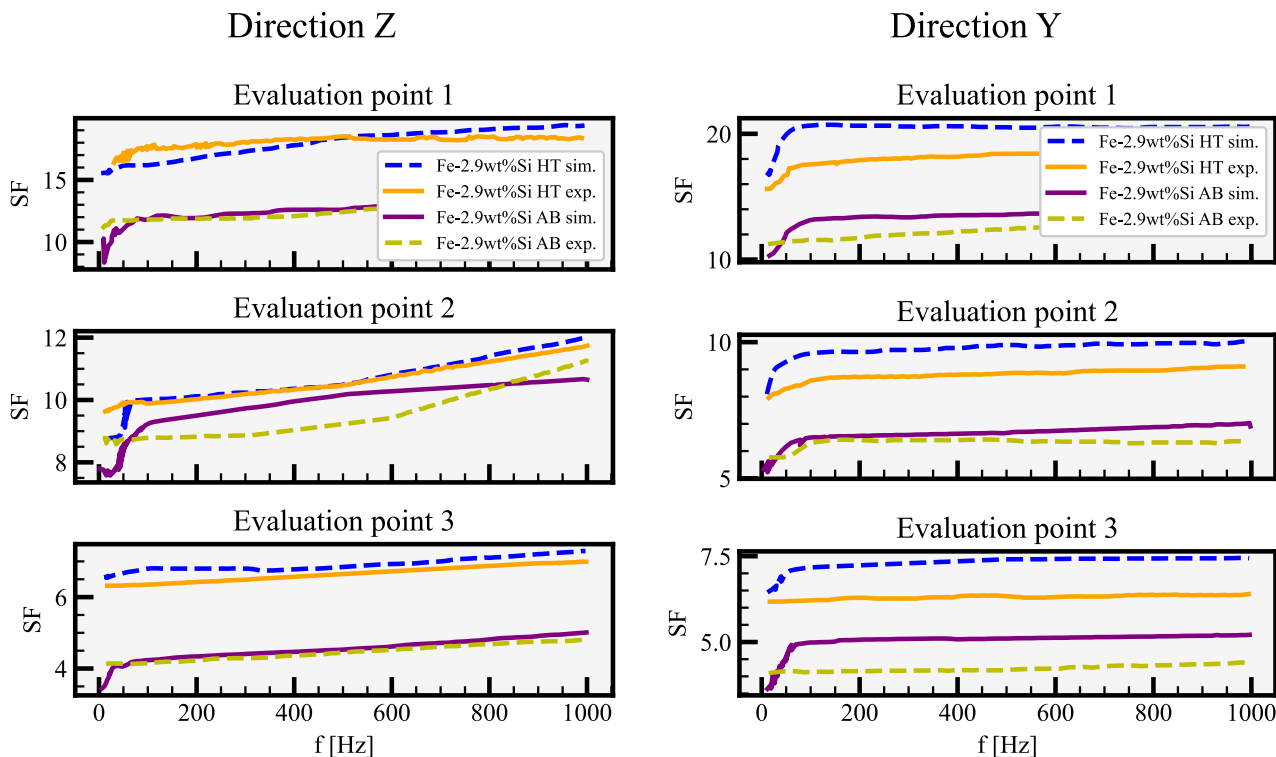 Direction Z
Direction Y
Evaluation point 1
SF
15
10
Fe-2.9wt%Si HT sim.
Fe-2.9wt%Si HT exp.
Fe-2.9wt%Si AB sim.
Fe-2.9wt%Si AB exp.
Evaluation point 1
SF
20
10
Fe-2.9wt%Si HT sim.
Fe-2.9wt%Si HT exp.
Fe-2.9wt%Si AB sim.
Fe-2.9wt%Si AB exp.
Evaluation point 2
SF
12
10
8
Evaluation point 2
SF
10
5
Evaluation point 3
SF
6
4
0 200 400 600 800 1000
f [Hz]
Evaluation point 3
SF
7.5
5.0
0 200 400 600 800 1000
f [Hz]